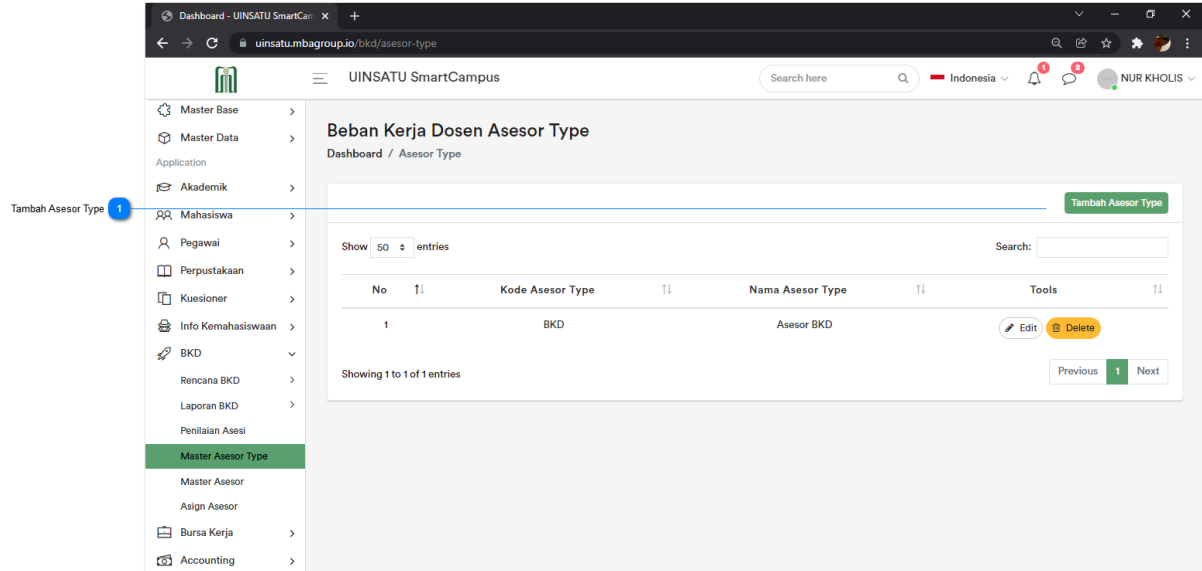 Dashboard - UINSATU SmartCam
uinsatu.mbagroup.io/bkd/asesor-type
UINSATU SmartCampus
Search here
Indonesia
1
2
NUR KHOLIS
Master Base
Master Data
Application
Akademik
Mahasiswa
Pegawai
Perpustakaan
Kuesioner
Info Kemahasiswaan
BKD
Rencana BKD
Laporan BKD
Penilaian Asesi
Master Asesor Type
Master Asesor
Asign Asesor
Bursa Kerja
Accounting
Tambah Asesor Type 1
Beban Kerja Dosen Asesor Type
Dashboard / Asesor Type
Tambah Asesor Type
Show 50 entries
Search:
No Kode Asesor Type Nama Asesor Type Tools
1 BKD Asesor BKD Edit Delete
Showing 1 to 1 of 1 entries
Previous 1 Next